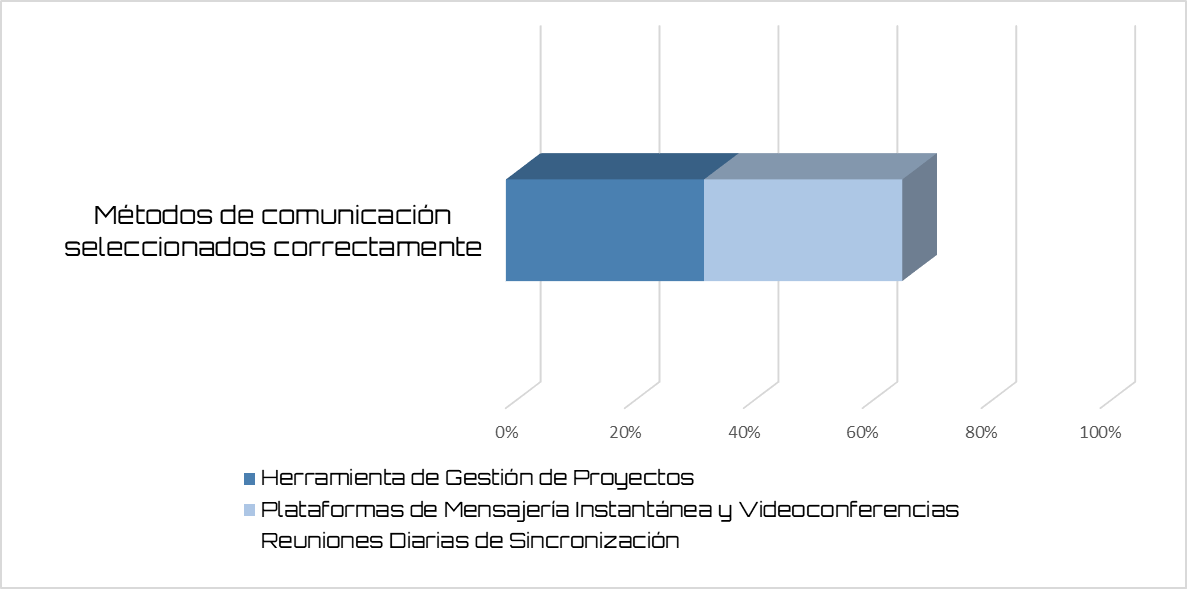 Métodos de comunicación
seleccionados correctamente
0% 20% 40% 60% 80% 100%
Herramienta de Gestión de Proyectos
Plataformas de Mensajería Instantánea y Videoconferencias
Reuniones Diarias de Sincronización